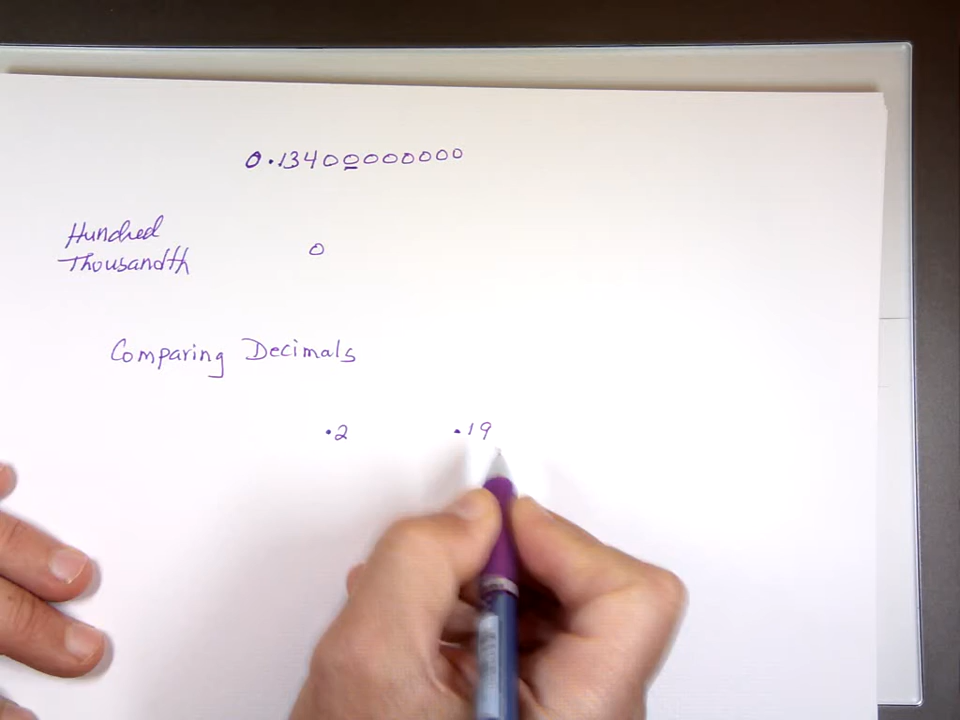 0.13400000000
Hundred
Thousandth
0
Comparing Decimals
.2 .19